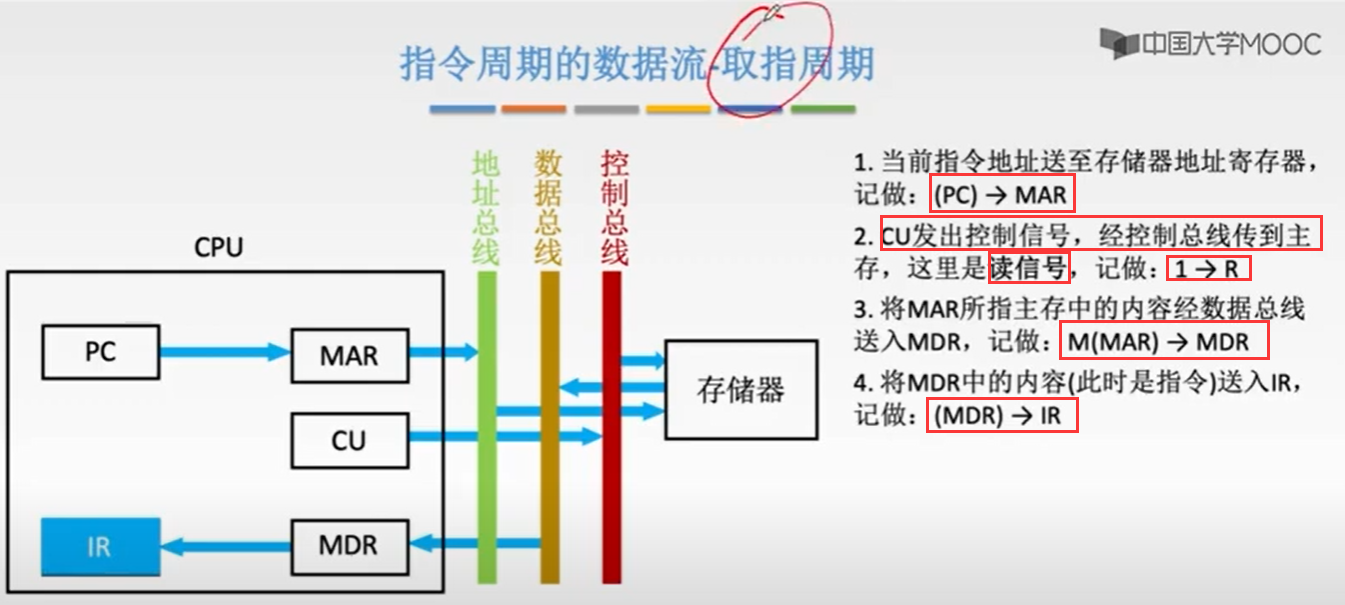 中国大学MOOC
指令周期的数据流-取指周期
地址总线
数据总线
控制总线
1. 当前指令地址送至存储器地址寄存器，
记做：(PC) → MAR
2. CU发出控制信号，经控制总线传到主
存，这里是读信号，记做：1 → R
3. 将MAR所指主存中的内容经数据总线
送入MDR，记做：M(MAR) → MDR
4. 将MDR中的内容(此时是指令)送入IR，
记做：(MDR) → IR
CPU
PC
MAR
CU
存储器
IR
MDR